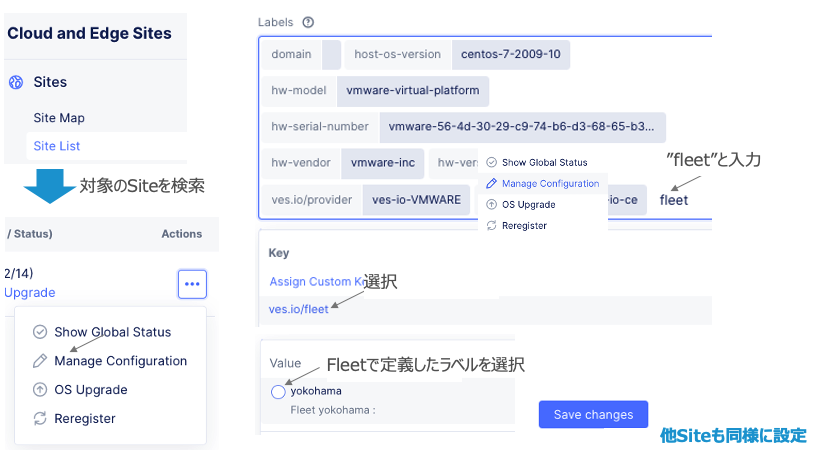 Cloud and Edge Sites
Sites
Site Map
Site List
対象のSiteを検索
/ Status)
Actions
2/14)
Upgrade
Show Global Status
Manage Configuration
OS Upgrade
Reregister
Labels
domain
host-os-version
centos-7-2009-10
hw-model
vmware-virtual-platform
hw-serial-number
vmware-56-4d-30-29-c9-74-b6-d3-68-65-b3...
hw-vendor
vmware-inc
hw-ver
Show Global Status
Manage Configuration
OS Upgrade
Reregister
"fleet"と入力
ves.io/provider
ves-io-VMWARE
-io-ce
fleet
Key
Assign Custom K
選択
ves.io/fleet
Value
Fleetで定義したラベルを選択
yokohama
Fleet yokohama :
Save changes
他Siteも同様に設定